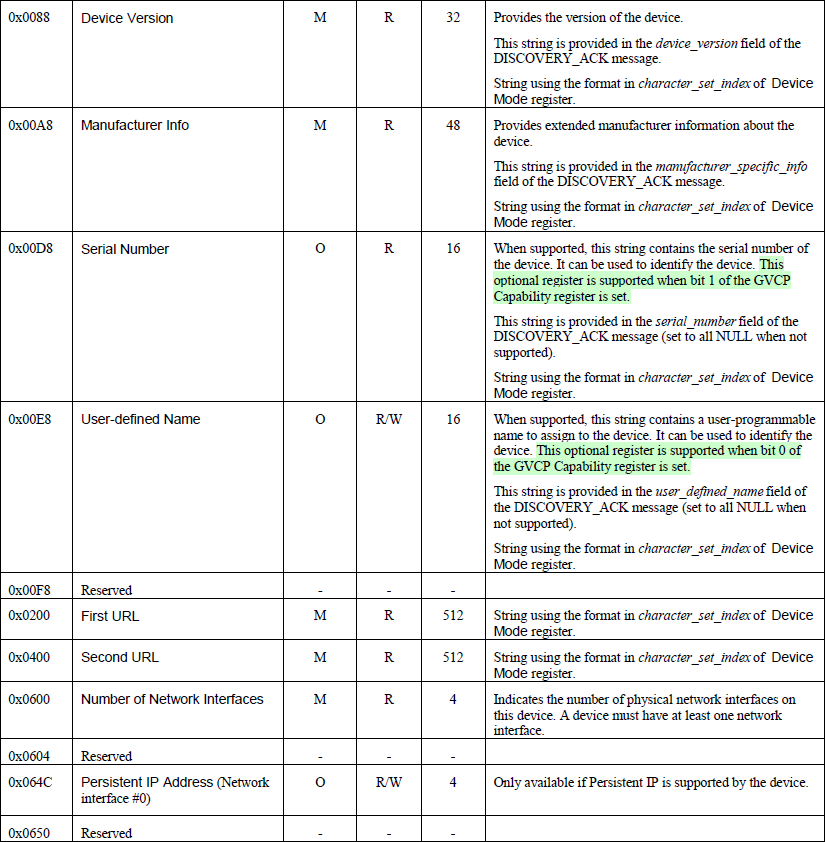 0x0088 Device Version M R 32 Provides the version of the device.
This string is provided in the device_version field of the
DISCOVERY_ACK message.
String using the format in character_set_index of Device
Mode register.
0x00A8 Manufacturer Info M R 48 Provides extended manufacturer information about the
device.
This string is provided in the manufacturer_specific_info
field of the DISCOVERY_ACK message.
String using the format in character_set_index of Device
Mode register.
0x00D8 Serial Number O R 16 When supported, this string contains the serial number of
the device. It can be used to identify the device. This
optional register is supported when bit 1 of the GVCP
Capability register is set.
This string is provided in the serial_number field of the
DISCOVERY_ACK message (set to all NULL when not
supported).
String using the format in character_set_index of Device
Mode register.
0x00E8 User-defined Name O R/W 16 When supported, this string contains a user-programmable
name to assign to the device. It can be used to identify the
device. This optional register is supported when bit 0 of
the GVCP Capability register is set.
This string is provided in the user_defined_name field of
the DISCOVERY_ACK message (set to all NULL when
not supported).
String using the format in character_set_index of Device
Mode register.
0x00F8 Reserved - - -
0x0200 First URL M R 512 String using the format in character_set_index of Device
Mode register.
0x0400 Second URL M R 512 String using the format in character_set_index of Device
Mode register.
0x0600 Number of Network Interfaces M R 4 Indicates the number of physical network interfaces on
this device. A device must have at least one network
interface.
0x0604 Reserved - - -
0x064C Persistent IP Address (Network O R/W 4 Only available if Persistent IP is supported by the device.
interface #0)
0x0650 Reserved - - -